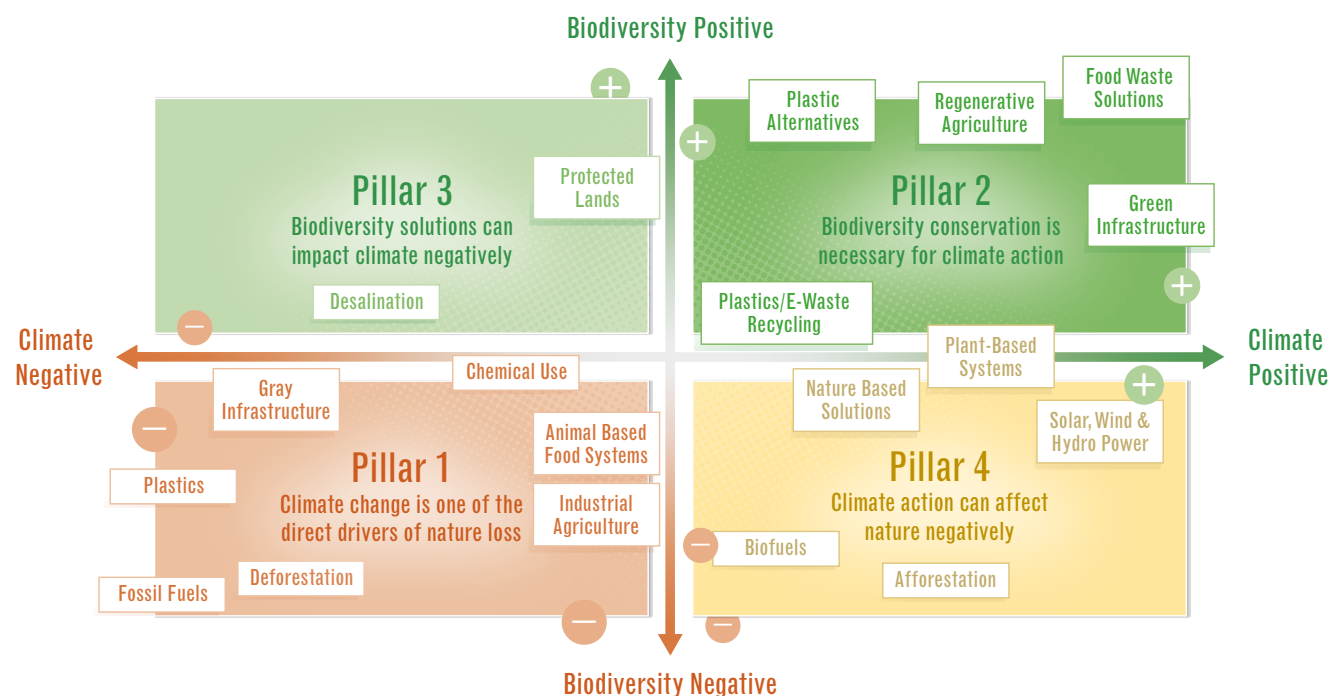 Biodiversity Positive
Plastic
Alternatives
Regenerative
Agriculture
Food Waste
Solutions
Pillar 3
Biodiversity solutions can
impact climate negatively
Protected
Lands
Desalination
Pillar 2
Biodiversity conservation is
necessary for climate action
Green
Infrastructure
Plastics/E-Waste
Recycling
Climate
Negative
Climate
Positive
Plant-Based
Systems
Chemical Use
Gray
Infrastructure
Animal Based
Food Systems
Pillar 1
Climate change is one of the
direct drivers of nature loss
Plastics
Industrial
Agriculture
Deforestation
Fossil Fuels
Nature Based
Solutions
Solar, Wind &
Hydro Power
Pillar 4
Climate action can affect
nature negatively
Biofuels
Afforestation
Biodiversity Negative